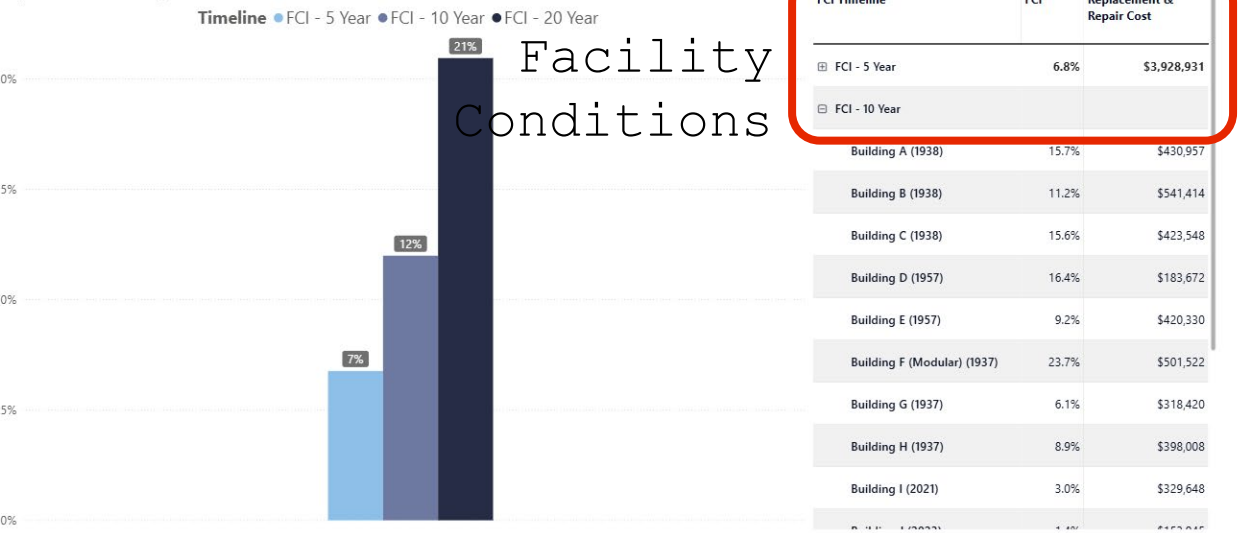 Timeline FCI - 5 Year FCI - 10 Year FCI - 20 Year
21%
12%
7%
0%
5%
0%
5%
0%
Facility
Conditions
FCI Timeline FCI Replacement &
Repair Cost
FCI - 5 Year 6.8% $3,928,931
FCI - 10 Year
Building A (1938) 15.7% $430,957
Building B (1938) 11.2% $541,414
Building C (1938) 15.6% $423,548
Building D (1957) 16.4% $183,672
Building E (1957) 9.2% $420,330
Building F (Modular) (1937) 23.7% $501,522
Building G (1937) 6.1% $318,420
Building H (1937) 8.9% $398,008
Building I (2021) 3.0% $329,648